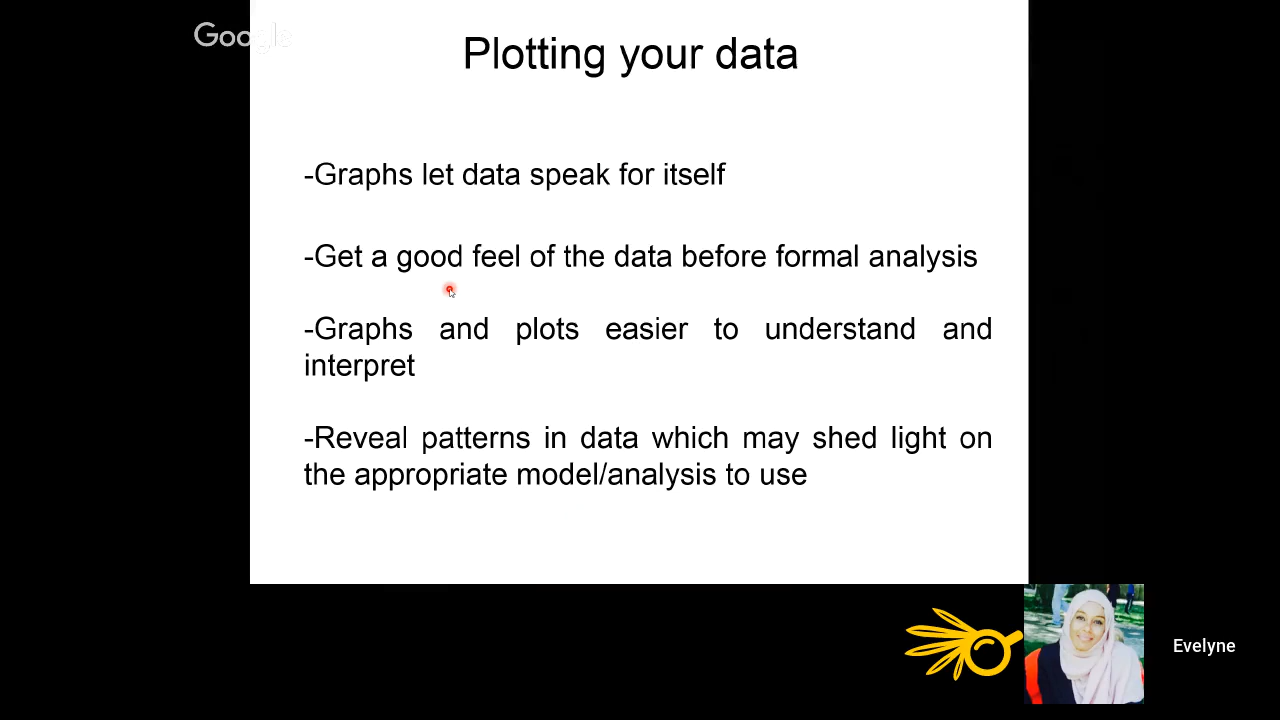 Google
Plotting your data
-Graphs let data speak for itself
-Get a good feel of the data before formal analysis
-Graphs and plots easier to understand and
interpret
-Reveal patterns in data which may shed light on
the appropriate model/analysis to use
Evelyne